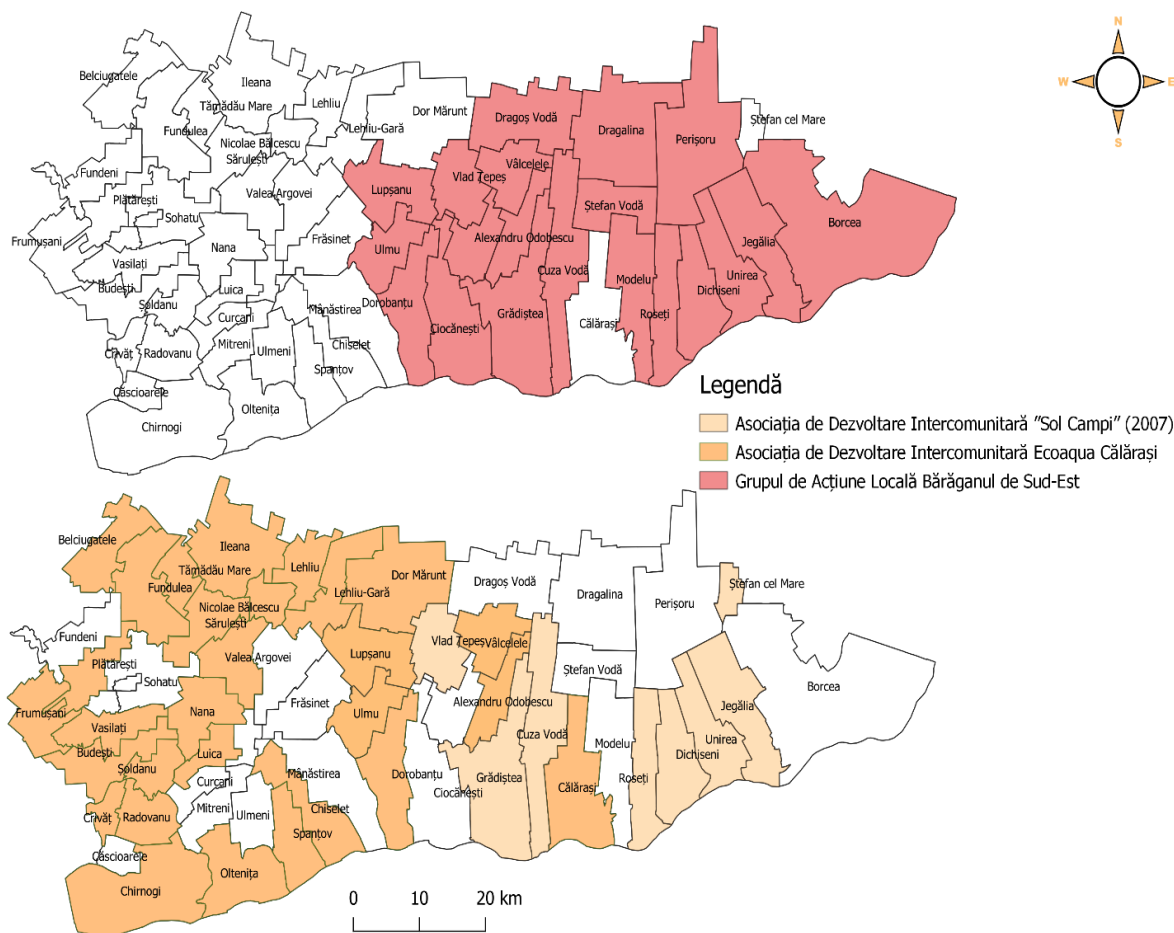 N
W E
S
Belciugatele
Ileana
Tămădău Mare
Lehliu
Dor Mărunt
Dragoș Vodă
Ștefan cel Mare
Fundulea
Lehliu-Gară
Dragalina
Perișoru
Nicolae Bălcescu
Sărulești
Fundeni
Vâlcelele
Vlad Țepeș
Valea Argovei
Lupșanu
Plătărești
Ștefan Vodă
Sohatu
Borcea
Frăsinet
Frumușani
Alexandru Odobescu
Jegălia
Nana
Ulmu
Vasilați
Cuza Vodă
Unirea
Modelu
Budești
Luica
Dichiseni
Șoldanu
Dorobanțu
Mânăstirea
Grădiștea
Roseți
Curcani
Călărași
Ciocănești
Mitreni
Chiselet
Crivăț
Radovanu
Ulmeni
Spanțov
Căscioarele
Oltenița
Chirnogi
Legendă
Asociația de Dezvoltare Intercomunitară "Sol Campi" (2007)
Asociația de Dezvoltare Intercomunitară Ecoaqua Călărași
Grupul de Acțiune Locală Bărăganul de Sud-Est
Belciugatele
Ileana
Tămădău Mare
Lehliu
Dor Mărunt
Dragoș Vodă
Ștefan cel Mare
Fundulea
Lehliu-Gară
Dragalina
Perișoru
Nicolae Bălcescu
Sărulești
Fundeni
Vlad Țepeș
Vâlcelele
Valea Argovei
Lupșanu
Plătărești
Ștefan Vodă
Sohatu
Borcea
Frăsinet
Alexandru Odobescu
Jegălia
Frumușani
Nana
Ulmu
Vasilați
Cuza Vodă
Unirea
Modelu
Budești
Luica
Dichiseni
Șoldanu
Mânăstirea
Dorobanțu
Grădiștea
Roseți
Curcani
Călărași
Ciocănești
Mitreni
Chiselet
Ulmeni
Crivăț
Radovanu
Spanțov
Căscioarele
Oltenița
Chirnogi
0 10 20 km